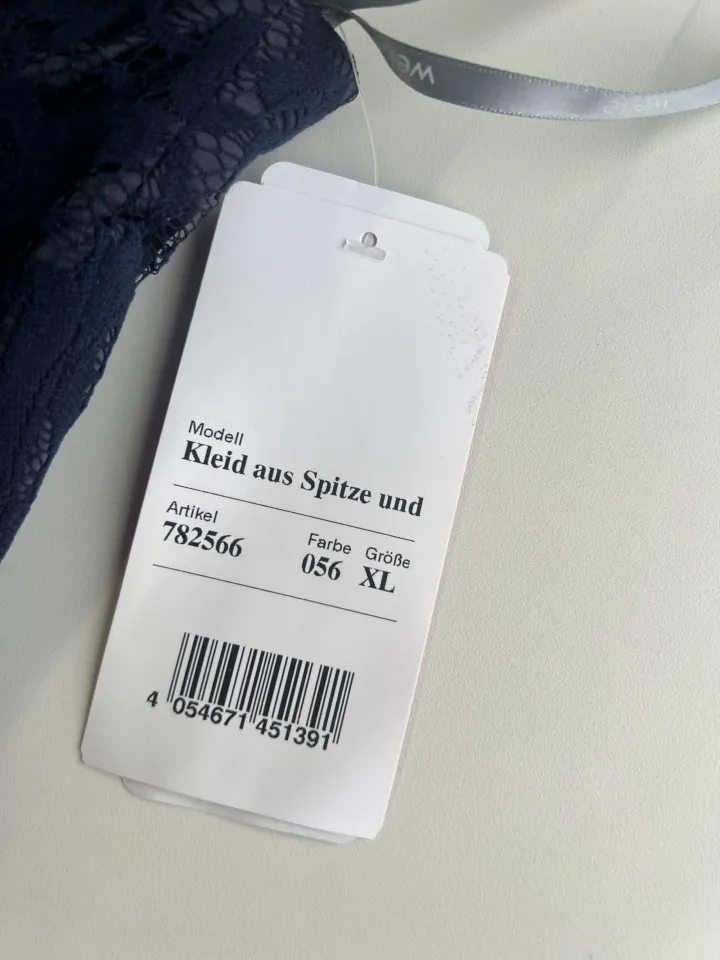 Modell
Kleid aus Spitze und
Artikel
782566
Farbe
056
Größe
XL
4 054671 451391